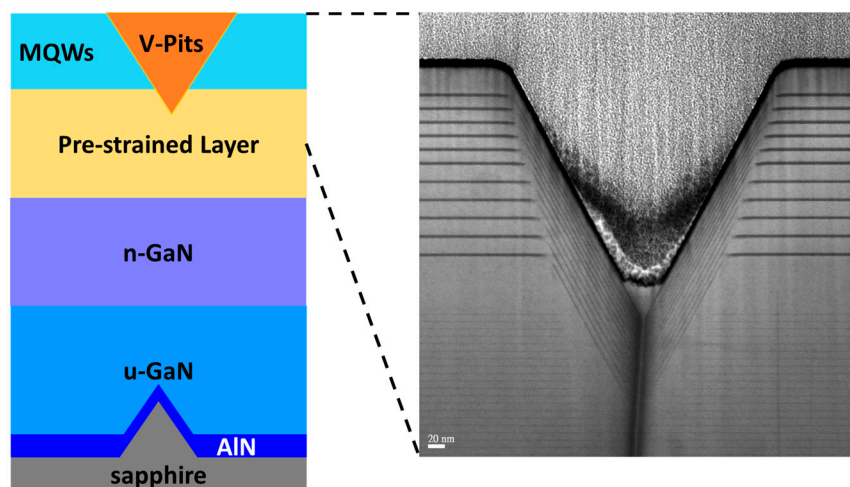 V-Pits
MQWs
Pre-strained Layer
n-GaN
u-GaN
AlN
sapphire
20 nm